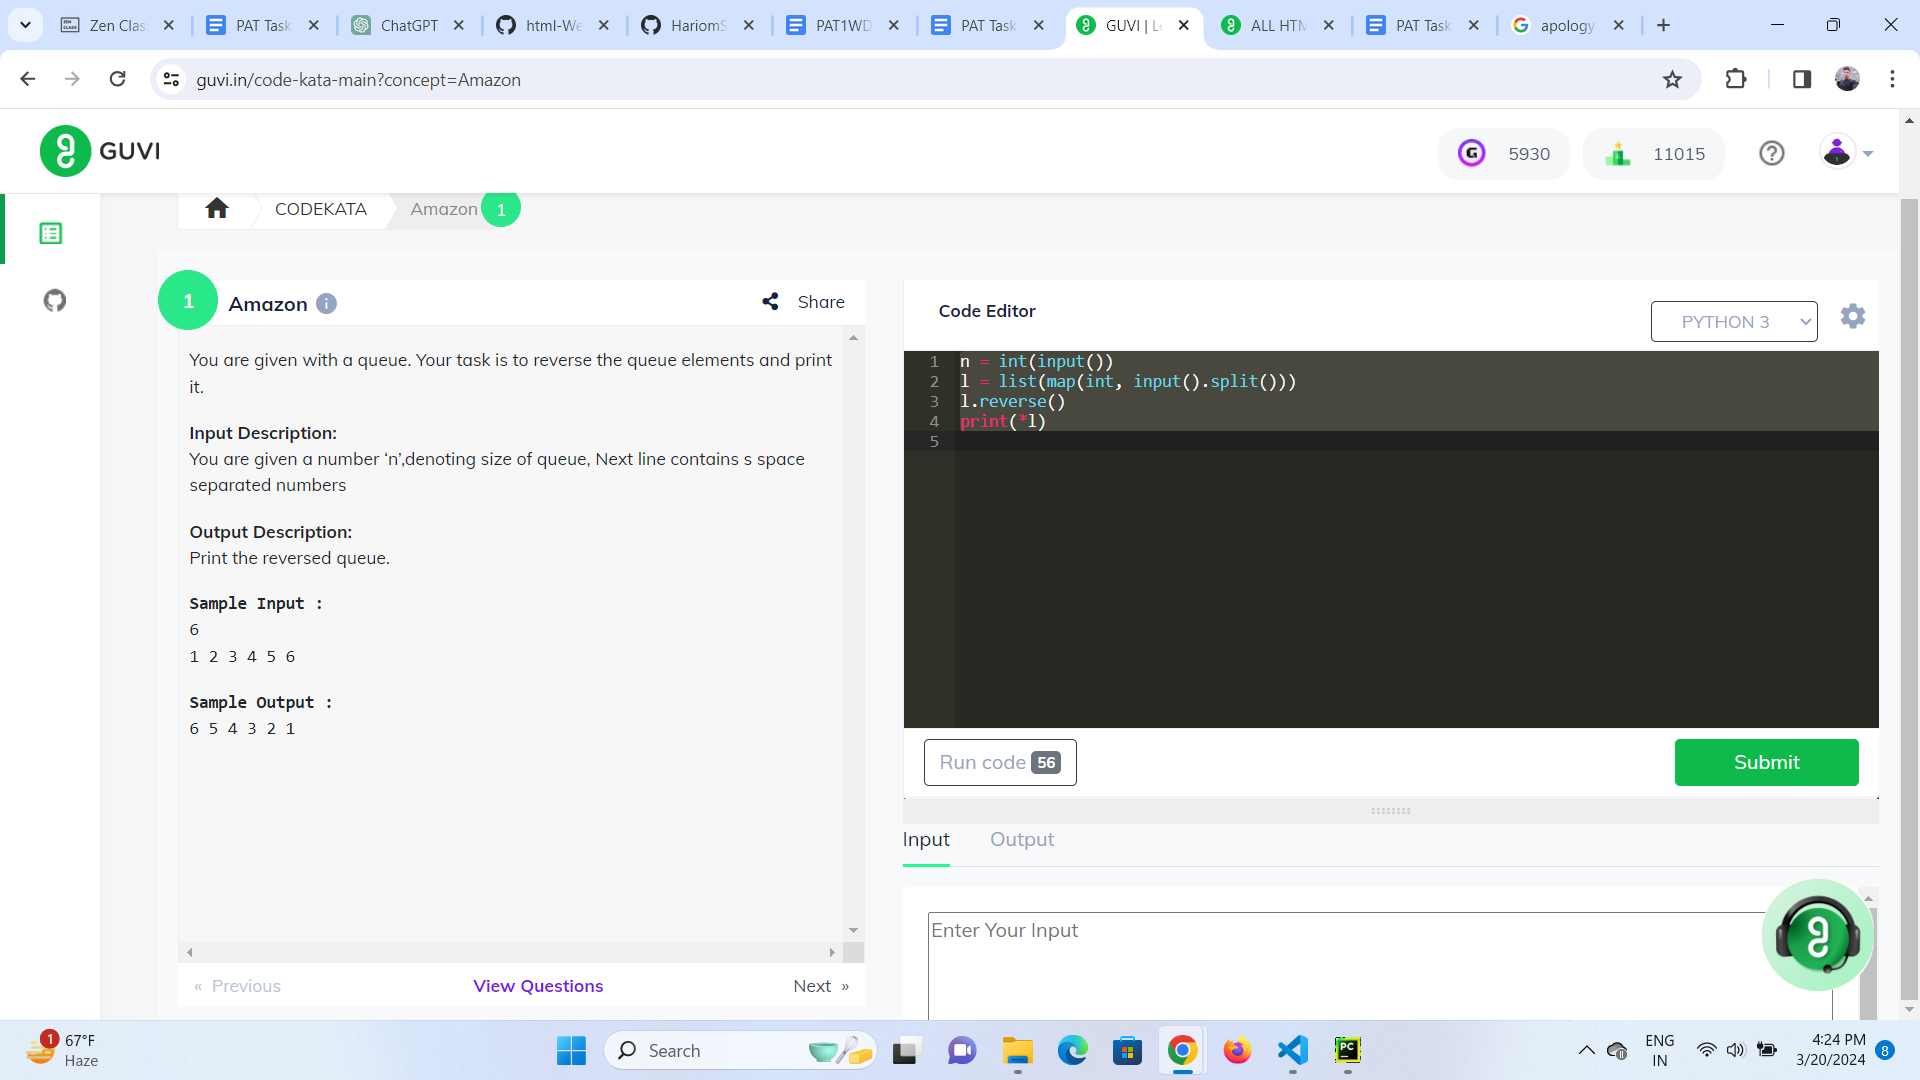 Zen Clas
PAT Task
ChatGPT
html-We
HariomS
PAT1WD
PAT Task
GUVI | Le
ALL HTM
PAT Task
apology
guvi.in/code-kata-main?concept=Amazon
GUVI
5930
11015
CODEKATA
Amazon 1
1
Amazon
Share
You are given with a queue. Your task is to reverse the queue elements and print
it.
Input Description:
You are given a number ‘n’,denoting size of queue, Next line contains s space
separated numbers
Output Description:
Print the reversed queue.
Sample Input :
6
1 2 3 4 5 6
Sample Output :
6 5 4 3 2 1
« Previous
View Questions
Next »
Code Editor
PYTHON 3
1 n = int(input())
2 l = list(map(int, input().split()))
3 l.reverse()
4 print(*l)
5
Run code 56
Submit
Input
Output
Enter Your Input
1
67°F
Haze
Search
PC
ENG
IN
4:24 PM
3/20/2024
8